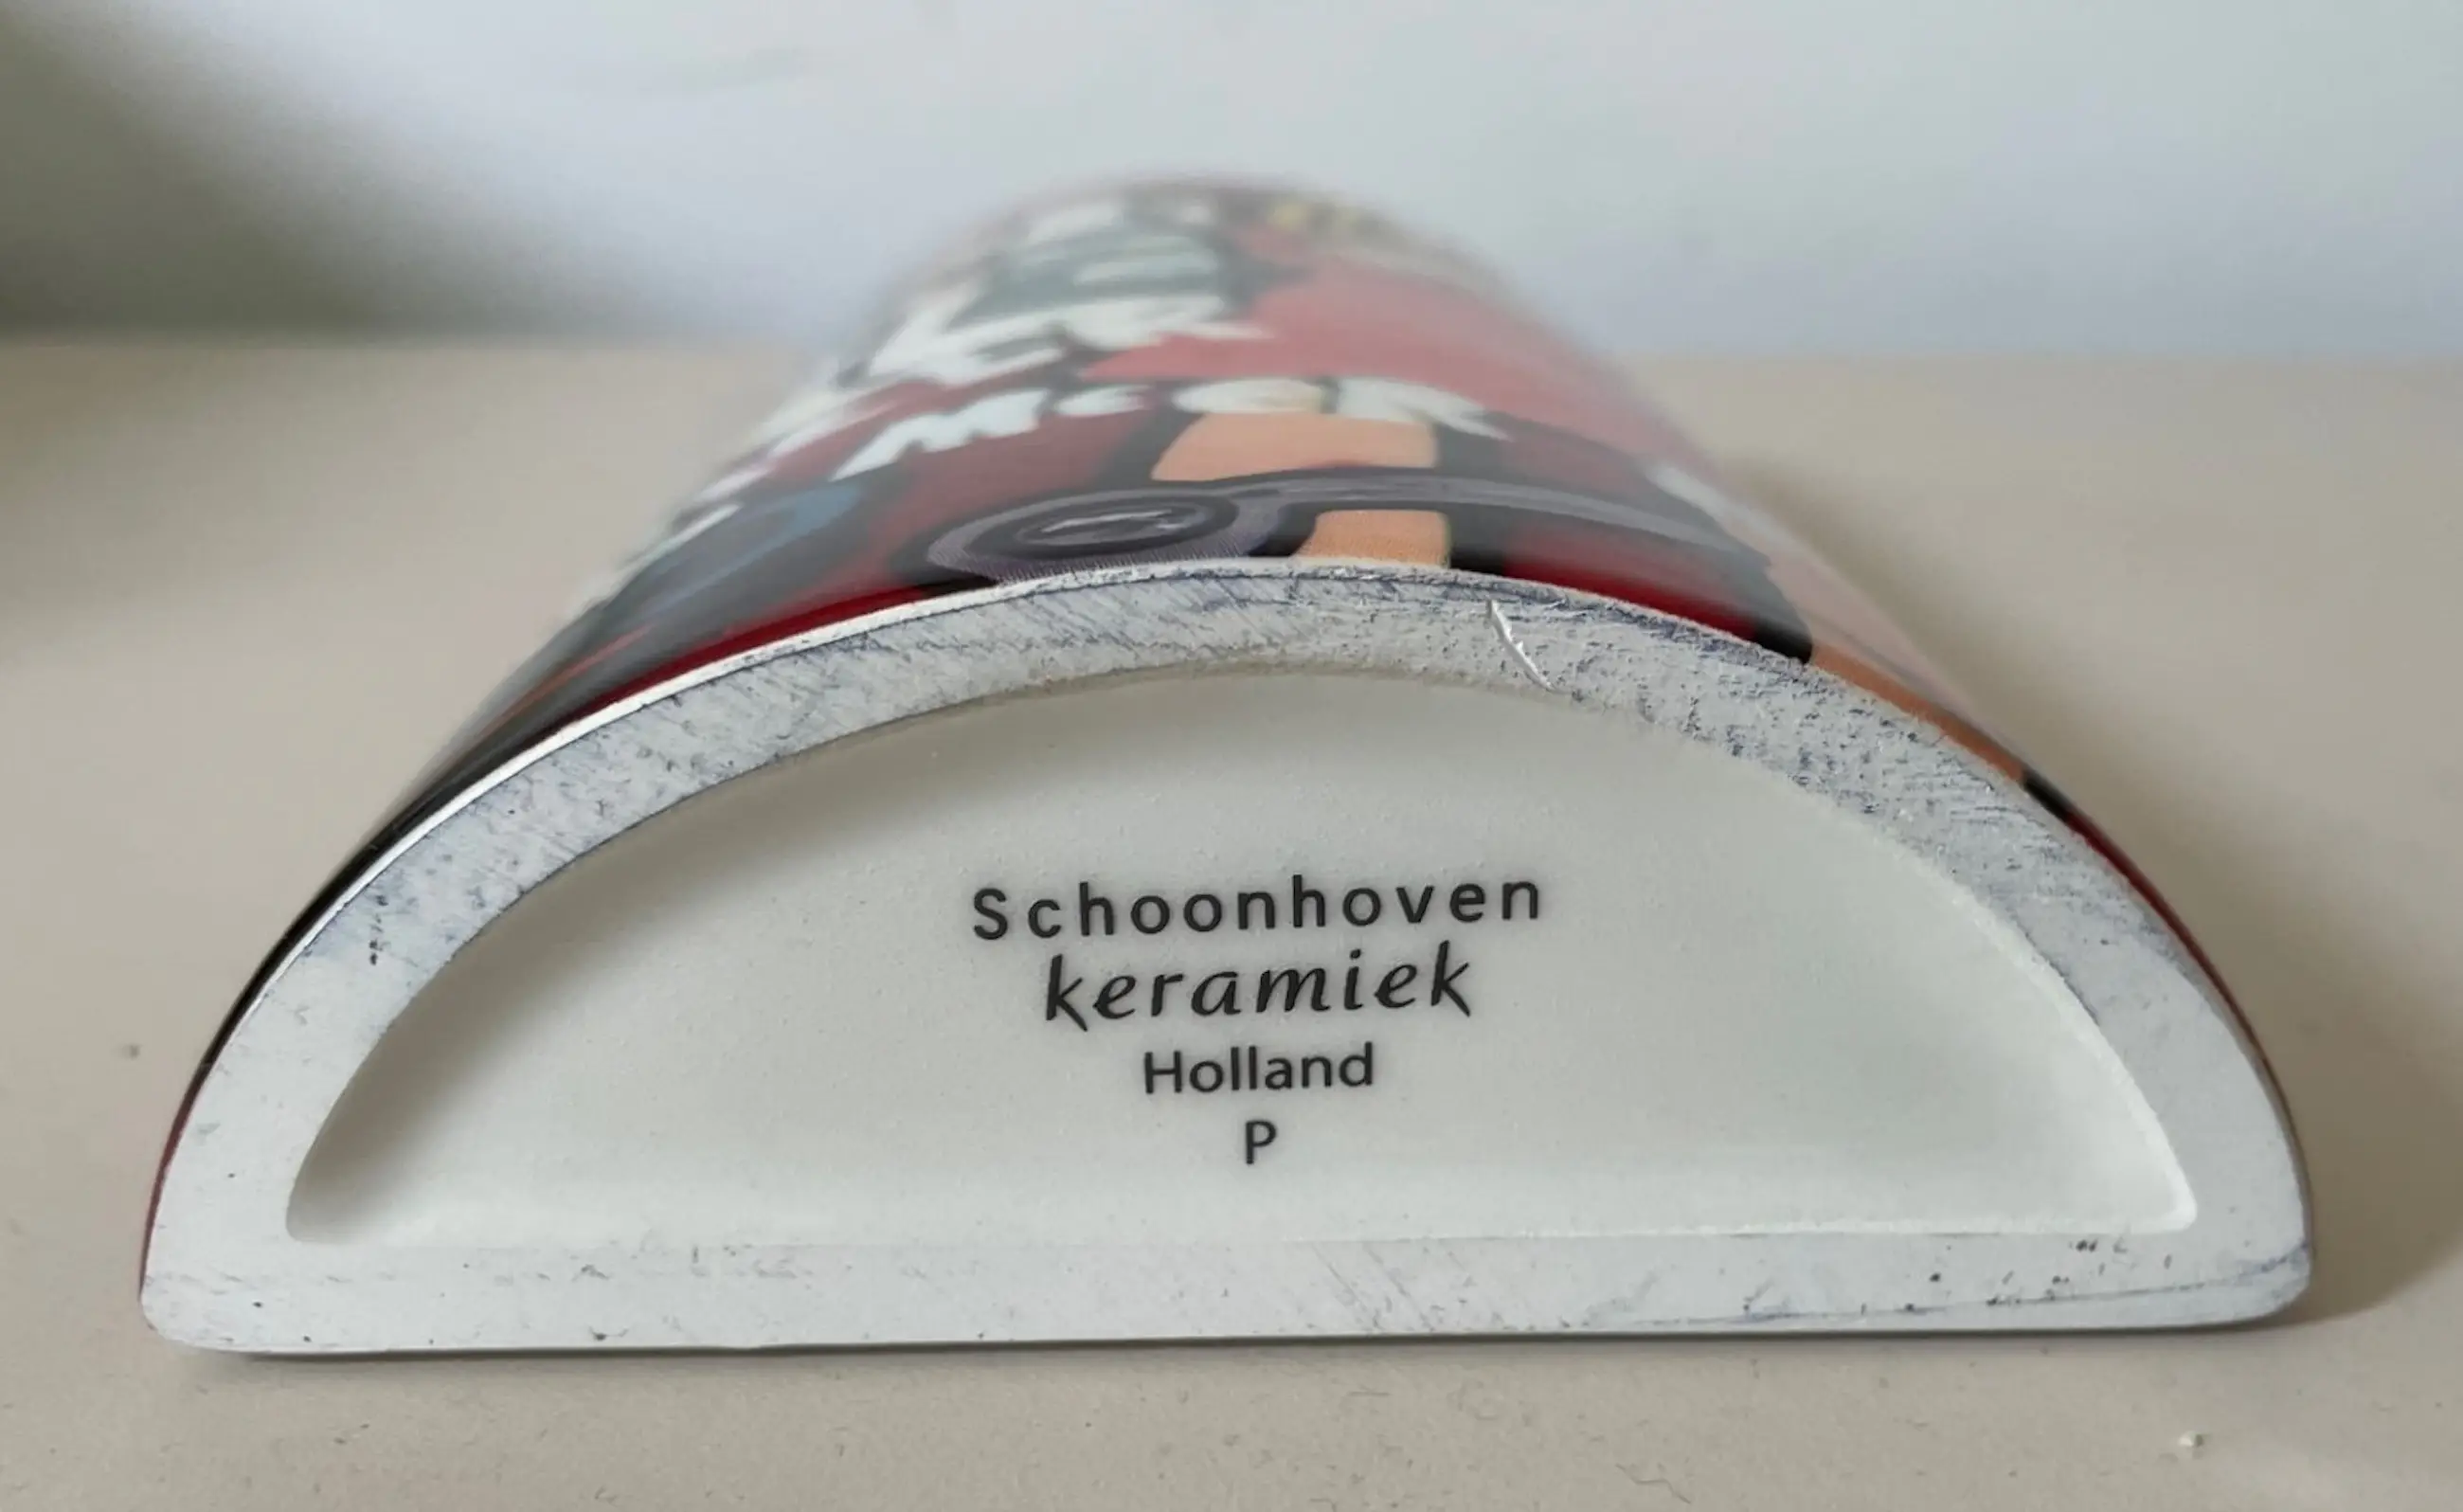 Schoonhoven
keramiek
Holland
P